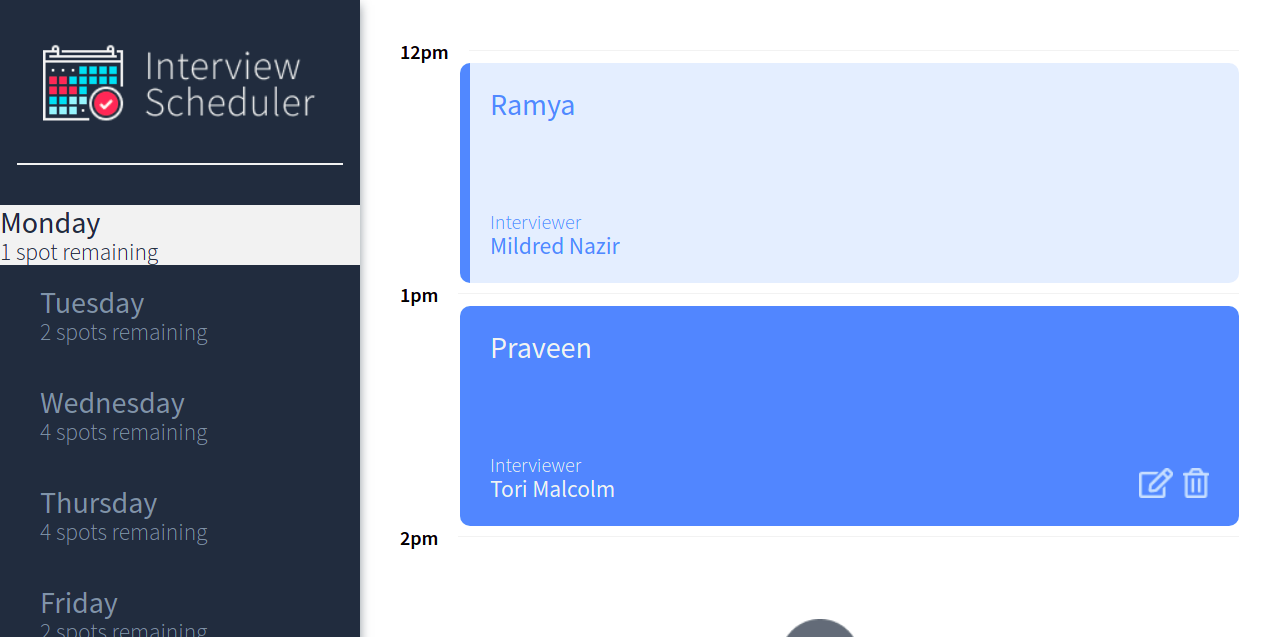 Interview
Scheduler
Monday
1 spot remaining
Tuesday
2 spots remaining
Wednesday
4 spots remaining
Thursday
4 spots remaining
Friday
2 spots remaining
12pm
Ramya
Interviewer
Mildred Nazir
1pm
Praveen
Interviewer
Tori Malcolm
2pm